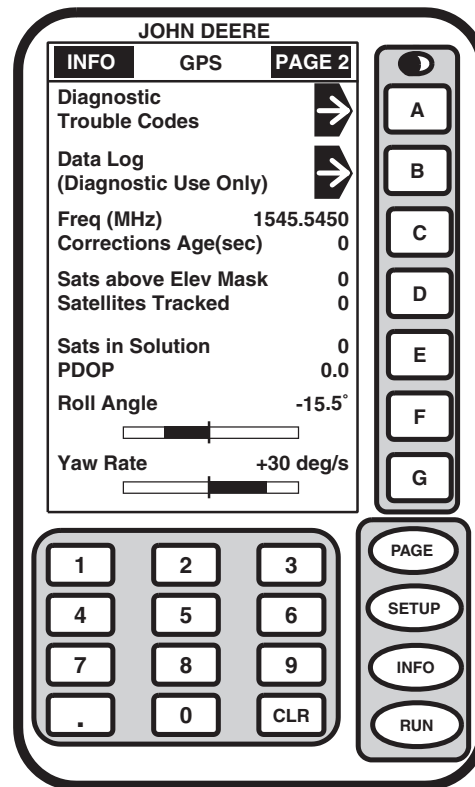 JOHN DEERE
INFO GPS PAGE 2
Diagnostic
Trouble Codes
Data Log
(Diagnostic Use Only)
Freq (MHz) 1545.5450
Corrections Age(sec) 0
Sats above Elev Mask 0
Satellites Tracked 0
Sats in Solution 0
PDOP 0.0
Roll Angle -15.5°
Yaw Rate +30 deg/s
A
B
C
D
E
F
G
1 2 3
4 5 6
7 8 9
. 0 CLR
PAGE
SETUP
INFO
RUN